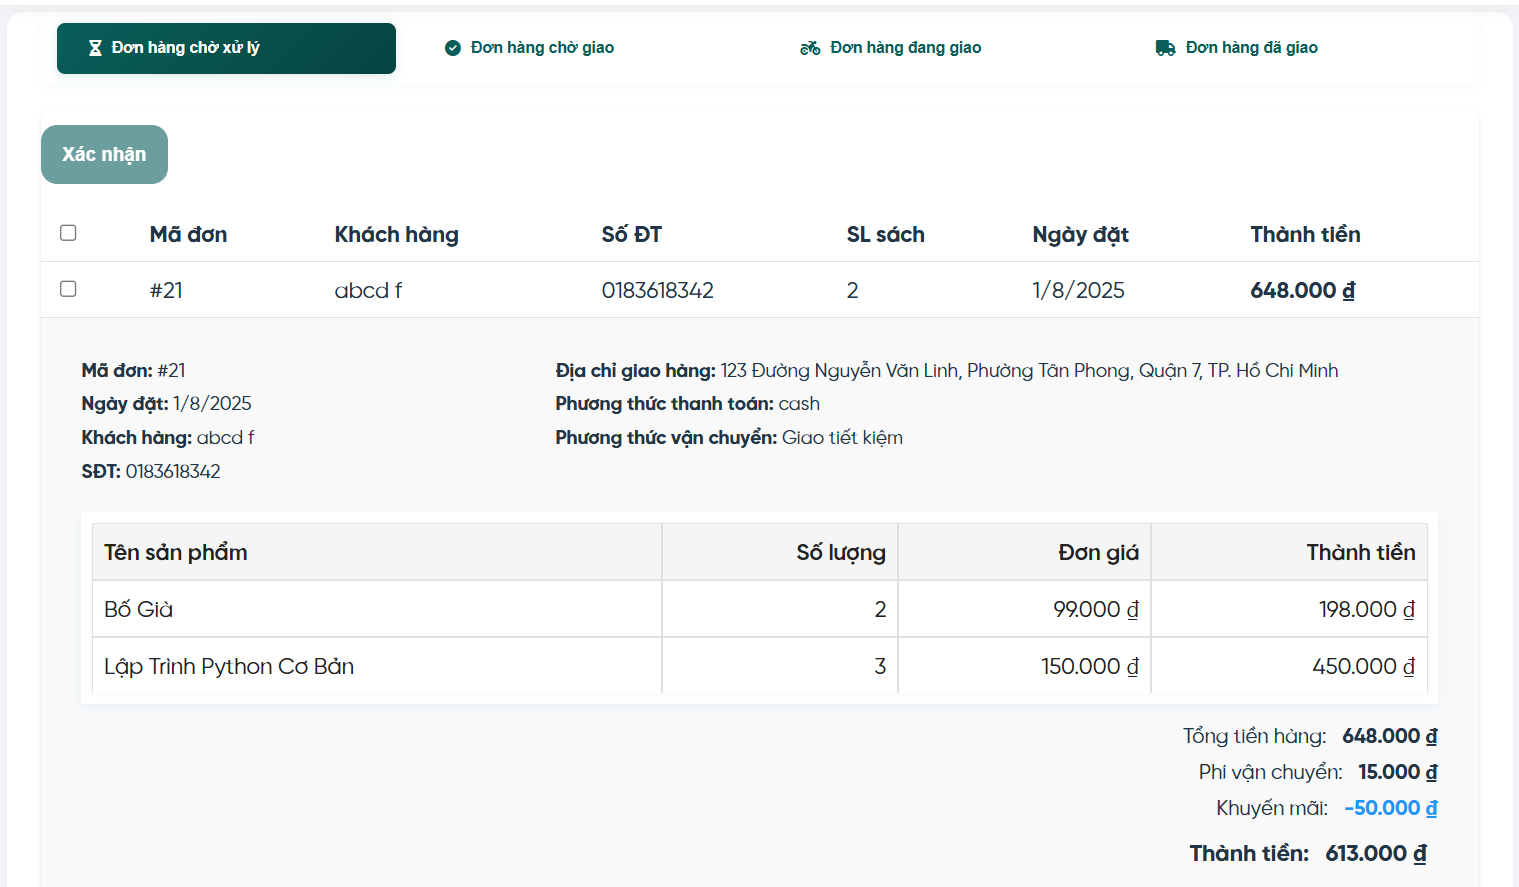 Đơn hàng chờ xử lý
Đơn hàng chờ giao
Đơn hàng đang giao
Đơn hàng đã giao
Xác nhận
Mã đơn Khách hàng Số ĐT SL sách Ngày đặt Thành tiền
#21 abcd f 0183618342 2 1/8/2025 648.000 ₫
Mã đơn: #21
Ngày đặt: 1/8/2025
Khách hàng: abcd f
SĐT: 0183618342
Địa chỉ giao hàng: 123 Đường Nguyễn Văn Linh, Phường Tân Phong, Quận 7, TP. Hồ Chí Minh
Phương thức thanh toán: cash
Phương thức vận chuyển: Giao tiết kiệm
Tên sản phẩm Số lượng Đơn giá Thành tiền
Bố Già 2 99.000 ₫ 198.000 ₫
Lập Trình Python Cơ Bản 3 150.000 ₫ 450.000 ₫
Tổng tiền hàng: 648.000 ₫
Phí vận chuyển: 15.000 ₫
Khuyến mãi: -50.000 ₫
Thành tiền: 613.000 ₫